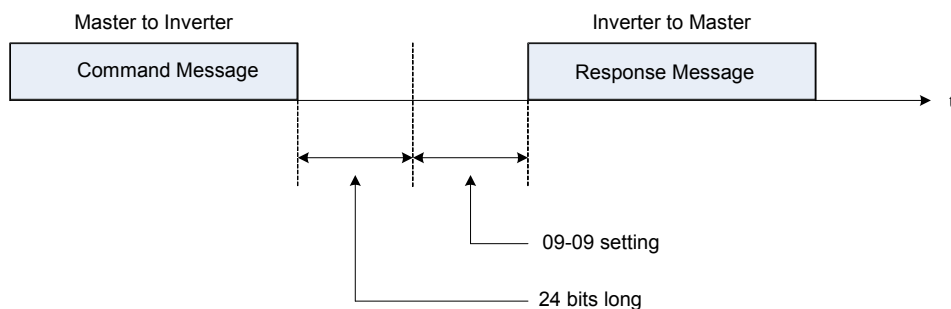 Master to Inverter
Inverter to Master
Command Message
Response Message
t
09-09 setting
24 bits long